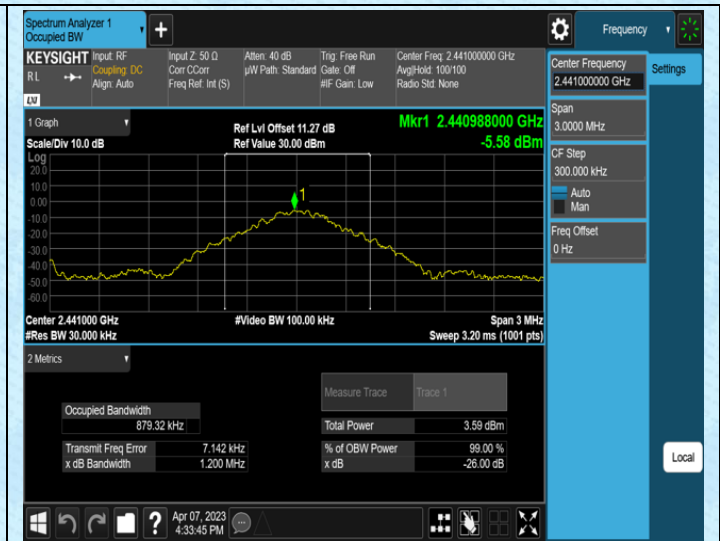 Spectrum Analyzer 1
Occupied BW
+
Frequency
KEYSIGHT
R L
LXI
Input: RF
Coupling: DC
Align: Auto
Input Z: 50 Ω
Corr CCorr
Freq Ref: Int (S)
Atten: 40 dB
µW Path: Standard
Trig: Free Run
Gate: Off
#IF Gain: Low
Center Freq: 2.441000000 GHz
Avg|Hold: 100/100
Radio Std: None
Center Frequency
2.441000000 GHz
Settings
Span
3.0000 MHz
CF Step
300.000 kHz
Auto
Man
Freq Offset
0 Hz
1 Graph
Scale/Div 10.0 dB
Ref Lvl Offset 11.27 dB
Ref Value 30.00 dBm
Mkr1 2.440988000 GHz
-5.58 dBm
Log
20.0
10.0
0.00
-10.0
-20.0
-30.0
-40.0
-50.0
-60.0
1
Center 2.441000 GHz
#Res BW 30.000 kHz
#Video BW 100.00 kHz
Span 3 MHz
Sweep 3.20 ms (1001 pts)
2 Metrics
Measure Trace
Trace 1
Occupied Bandwidth
879.32 kHz
Total Power
3.59 dBm
Transmit Freq Error
7.142 kHz
% of OBW Power
99.00 %
x dB Bandwidth
1.200 MHz
x dB
-26.00 dB
Local
?
Apr 07, 2023
4:33:45 PM